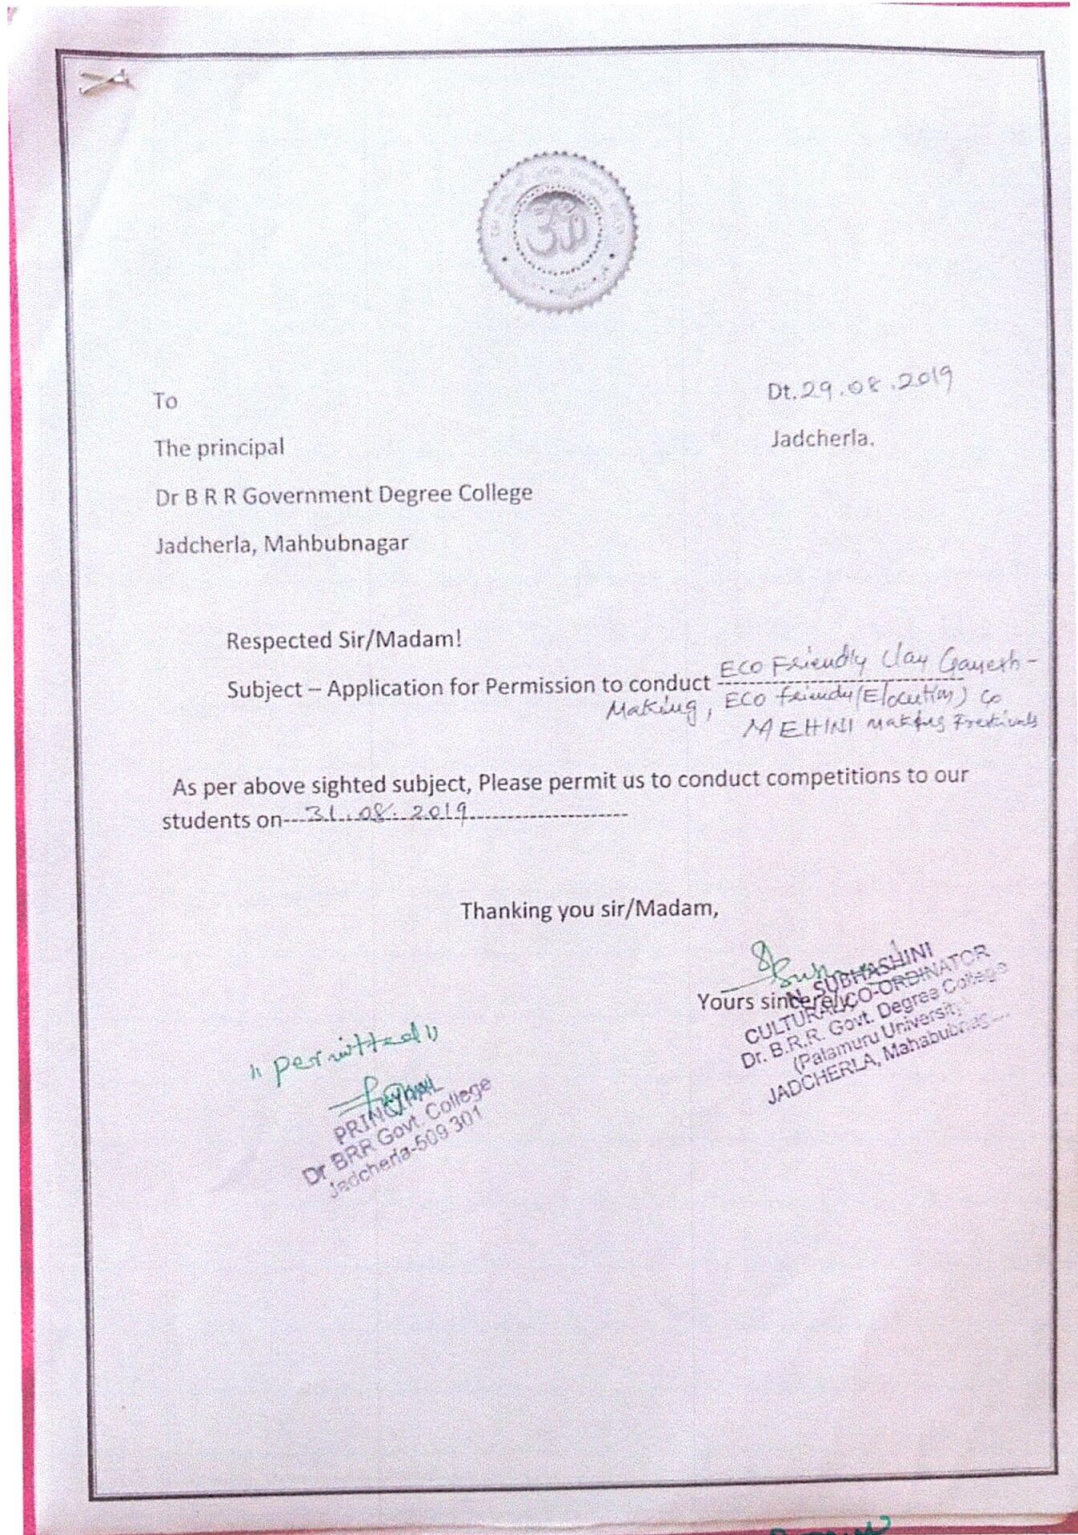 Dt.29.08.2019
To
Jadcherla.
The principal
Dr B R R Government Degree College
Jadcherla, Mahbubnagar
Respected Sir/Madam!
Subject – Application for Permission to conduct ECO Friendly Clay Ganesh-
Making, ECO friendy (Elocution)
MEHINI making
As per above sighted subject, Please permit us to conduct competitions to our
students on---31.08.2019---
Thanking you sir/Madam,
Yours sincerely,
N. SUBHASHINI
CULTURAL CO-ORDINATOR
Dr. B.R.R. Govt. Degree College
(Palamuru University)
JADCHERLA, Mahabubnag
"permitted"
PRINCIPAL
Dr BRR Govt. College
Jadcherla-509 301